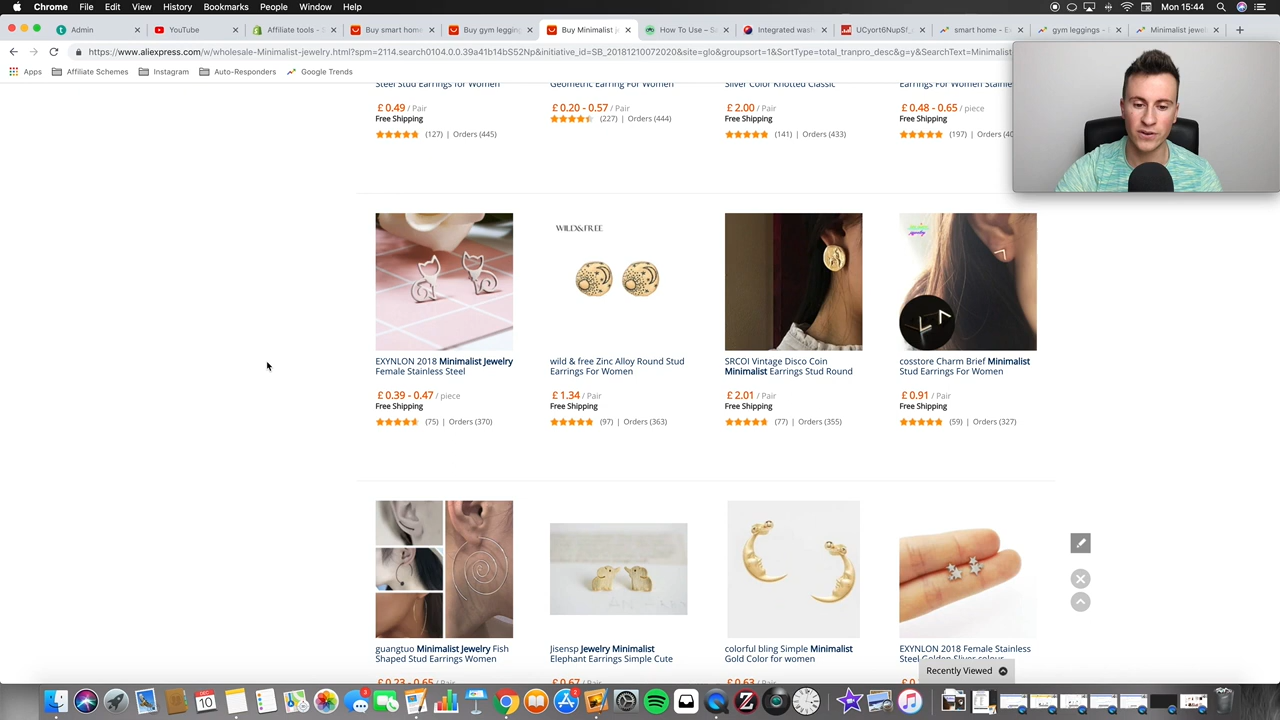 Chrome File Edit View History Bookmarks People Window Help Mon 15:44
Admin YouTube Affiliate tools - Buy smart home Buy gym legging Buy Minimalist j How To Use – S Integrated wash UCyort6NupSf smart home - E gym leggings - Minimalist jewel
https://www.aliexpress.com/wholesale-Minimalist-jewelry.html?spm=2114.search0104.0.0.39a41b14bS52Np&initiative_id=SB_20181210072020&site=glo&groupsort=1&SortType=total_tranpro_desc&g=y&SearchText=Minimalist
Apps Affiliate Schemes Instagram Auto-Responders Google Trends
Steel Stud Earrings for Women Geometric Earring For Women Silver Color Knotted Classic Earrings For Women Stainle
£ 0.49 / Pair £ 0.20 - 0.57 / Pair £ 2.00 / Pair £ 0.48 - 0.65 / piece
Free Shipping Free Shipping Free Shipping Free Shipping
(127) | Orders (445) (227) | Orders (444) (141) | Orders (433) (197) | Orders (40
WILD&FREE
EXYNLON 2018 Minimalist Jewelry wild & free Zinc Alloy Round Stud SRCOI Vintage Disco Coin cosstore Charm Brief Minimalist
Female Stainless Steel Earrings For Women Minimalist Earrings Stud Round Stud Earrings For Women
£ 0.39 - 0.47 / piece £ 1.34 / Pair £ 2.01 / Pair £ 0.91 / Pair
Free Shipping Free Shipping Free Shipping Free Shipping
(75) | Orders (370) (97) | Orders (363) (77) | Orders (355) (59) | Orders (327)
guangtuo Minimalist Jewelry Fish Jisensp Jewelry Minimalist colorful bling Simple Minimalist EXYNLON 2018 Female Stainless
Shaped Stud Earrings Women Elephant Earrings Simple Cute Gold Color for women Steel Golden Sliver colour
£ 0.23 - 0.65 / piece £ 0.67 £ 0.63
Recently Viewed
DEC
10
3
2